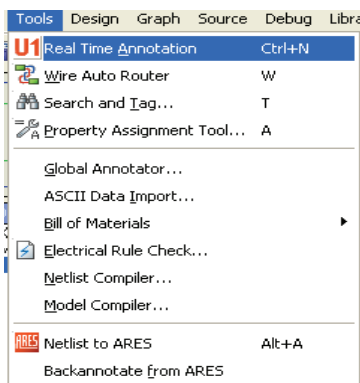 Tools Design Graph Source Debug Libra
U1 Real Time Annotation Ctrl+N
Wire Auto Router W
Search and Tag... T
Property Assignment Tool... A
Global Annotator...
ASCII Data Import...
Bill of Materials
Electrical Rule Check...
Netlist Compiler...
Model Compiler...
ARES Netlist to ARES Alt+A
Backannotate from ARES